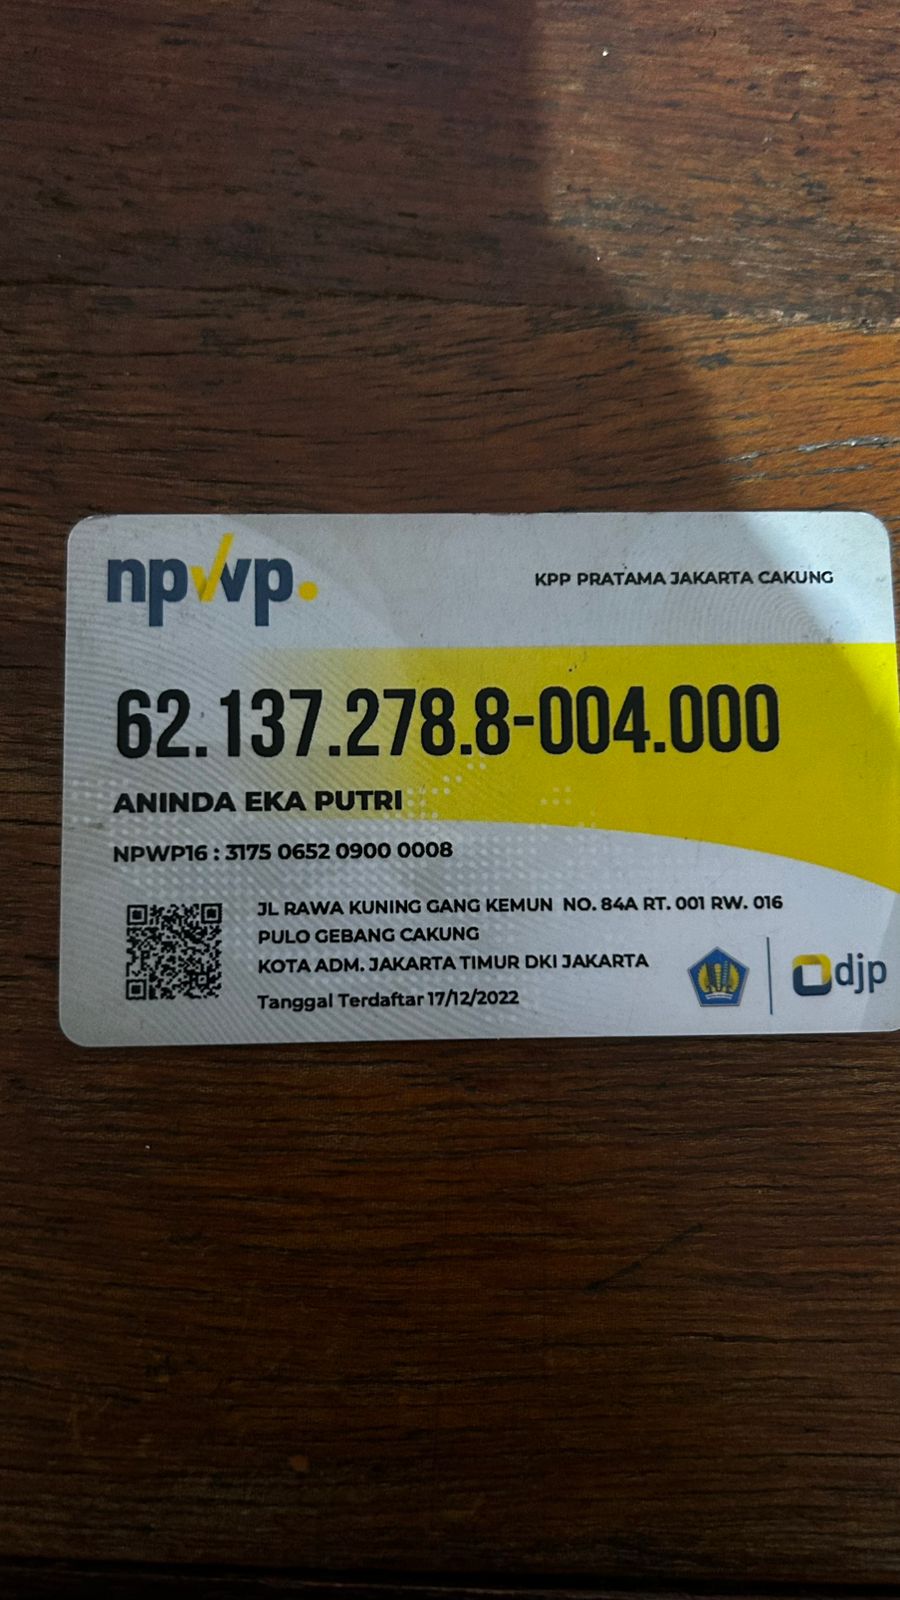 npwp.
KPP PRATAMA JAKARTA CAKUNG
62.137.278.8-004.000
ANINDA EKA PUTRI
NPWP16 : 3175 0652 0900 0008
JL RAWA KUNING GANG KEMUN NO. 84A RT. 001 RW. 016
PULO GEBANG CAKUNG
KOTA ADM. JAKARTA TIMUR DKI JAKARTA
Tanggal Terdaftar 17/12/2022
djp